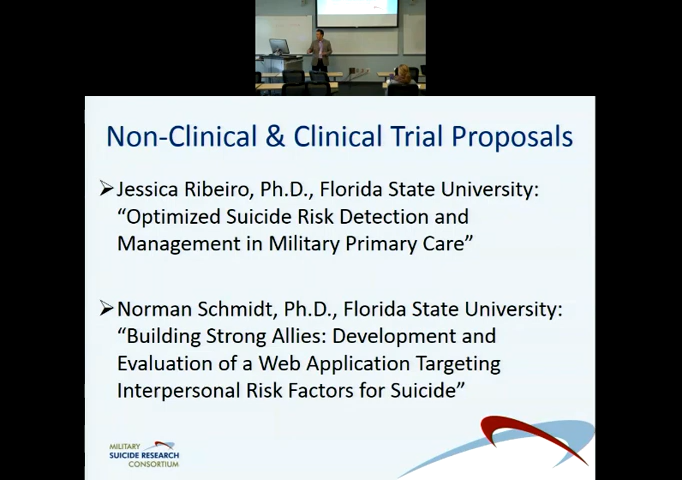 Non-Clinical & Clinical Trial Proposals
➢Jessica Ribeiro, Ph.D., Florida State University:
“Optimized Suicide Risk Detection and
Management in Military Primary Care”
➢Norman Schmidt, Ph.D., Florida State University:
“Building Strong Allies: Development and
Evaluation of a Web Application Targeting
Interpersonal Risk Factors for Suicide”
MILITARY
SUICIDE RESEARCH
CONSORTIUM